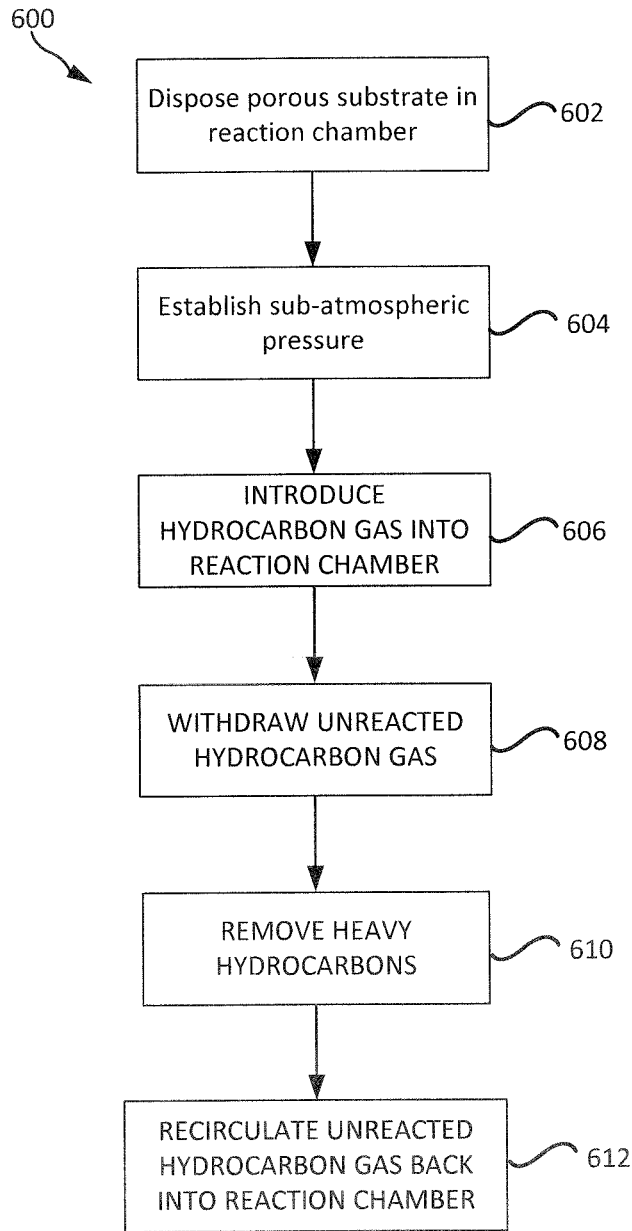 600
Dispose porous substrate in
reaction chamber
602
Establish sub-atmospheric
pressure
604
INTRODUCE
HYDROCARBON GAS INTO
REACTION CHAMBER
606
WITHDRAW UNREACTED
HYDROCARBON GAS
608
REMOVE HEAVY
HYDROCARBONS
610
RECIRCULATE UNREACTED
HYDROCARBON GAS BACK
INTO REACTION CHAMBER
612